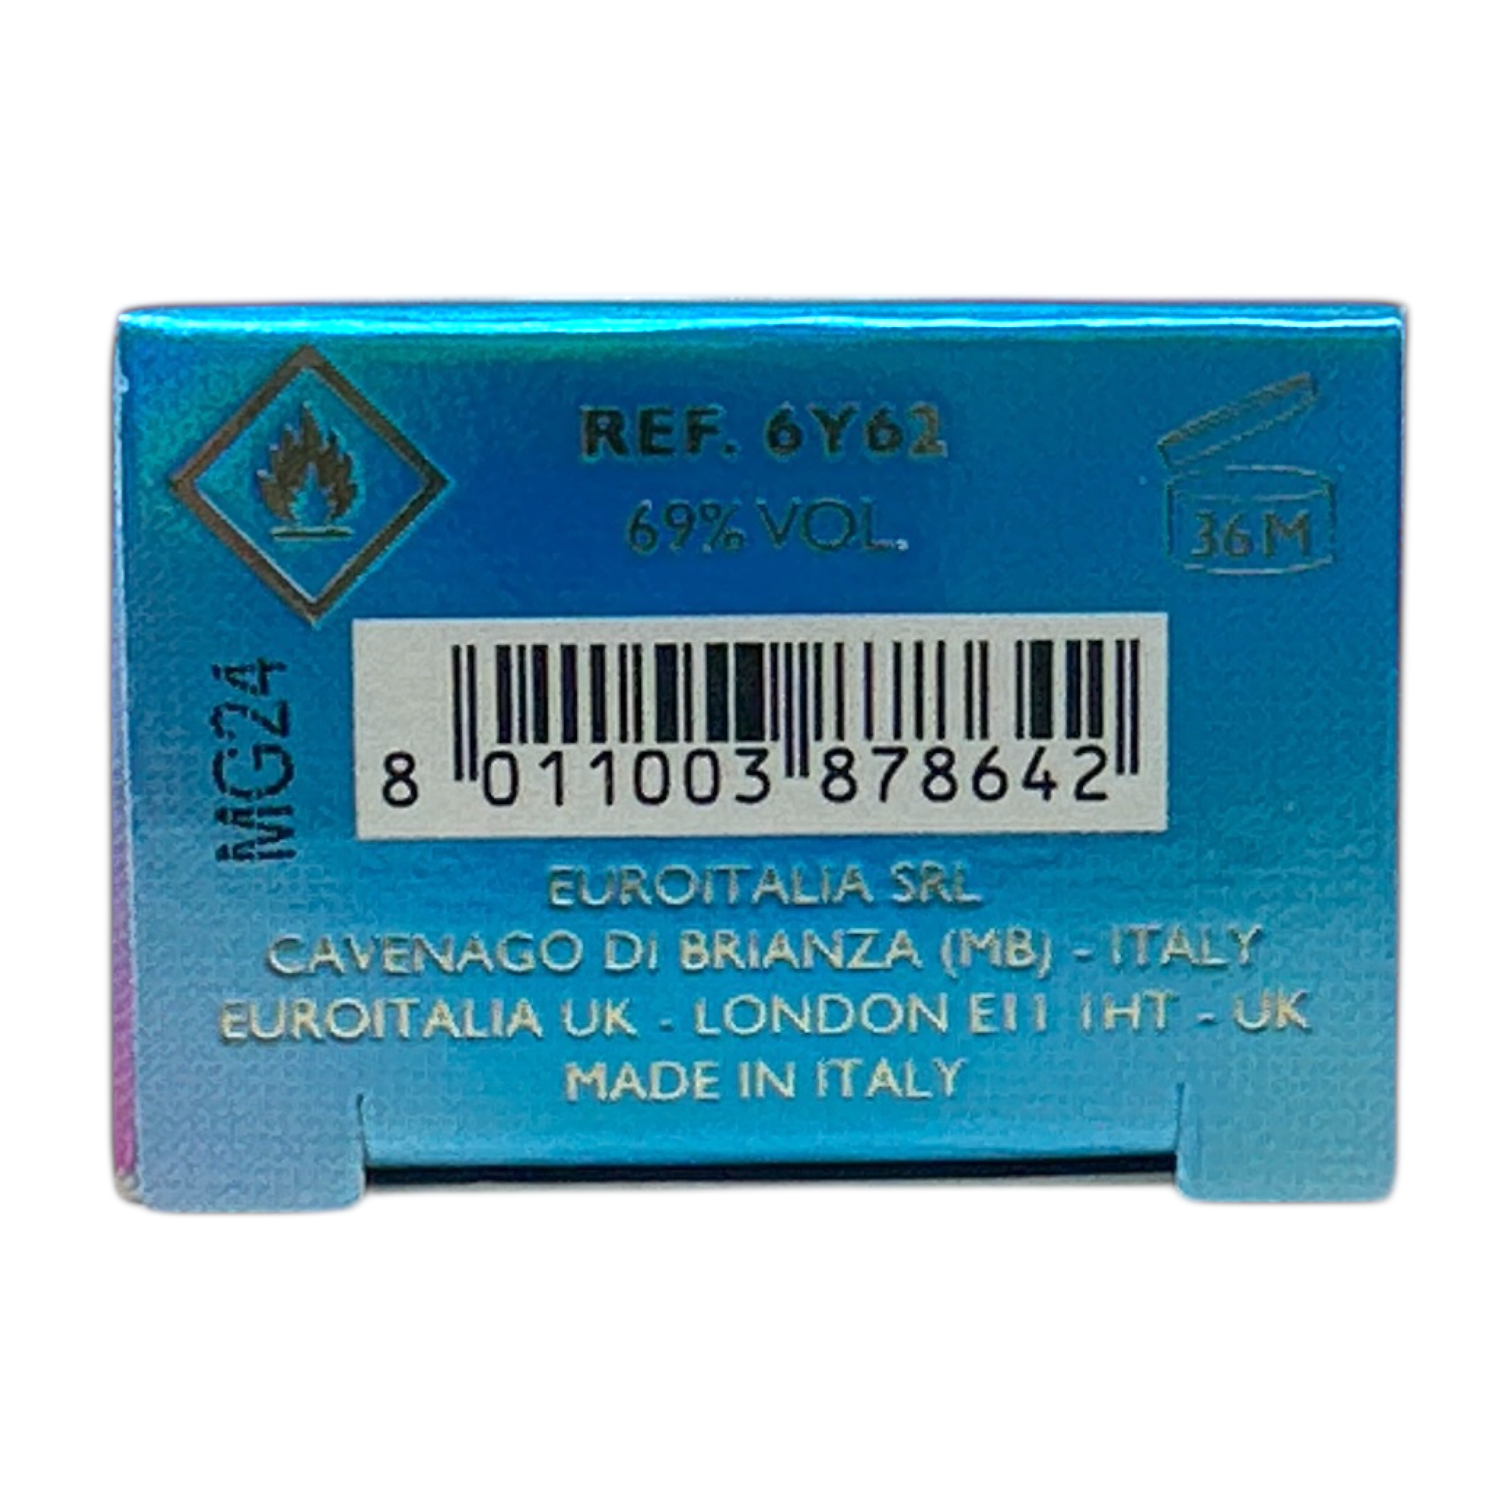 REF. 6Y62
69% VOL.
36M
MG24
8 011003 878642
EUROITALIA SRL
CAVENAGO DI BRIANZA (MB) - ITALY
EUROITALIA UK - LONDON E11 1HT - UK
MADE IN ITALY